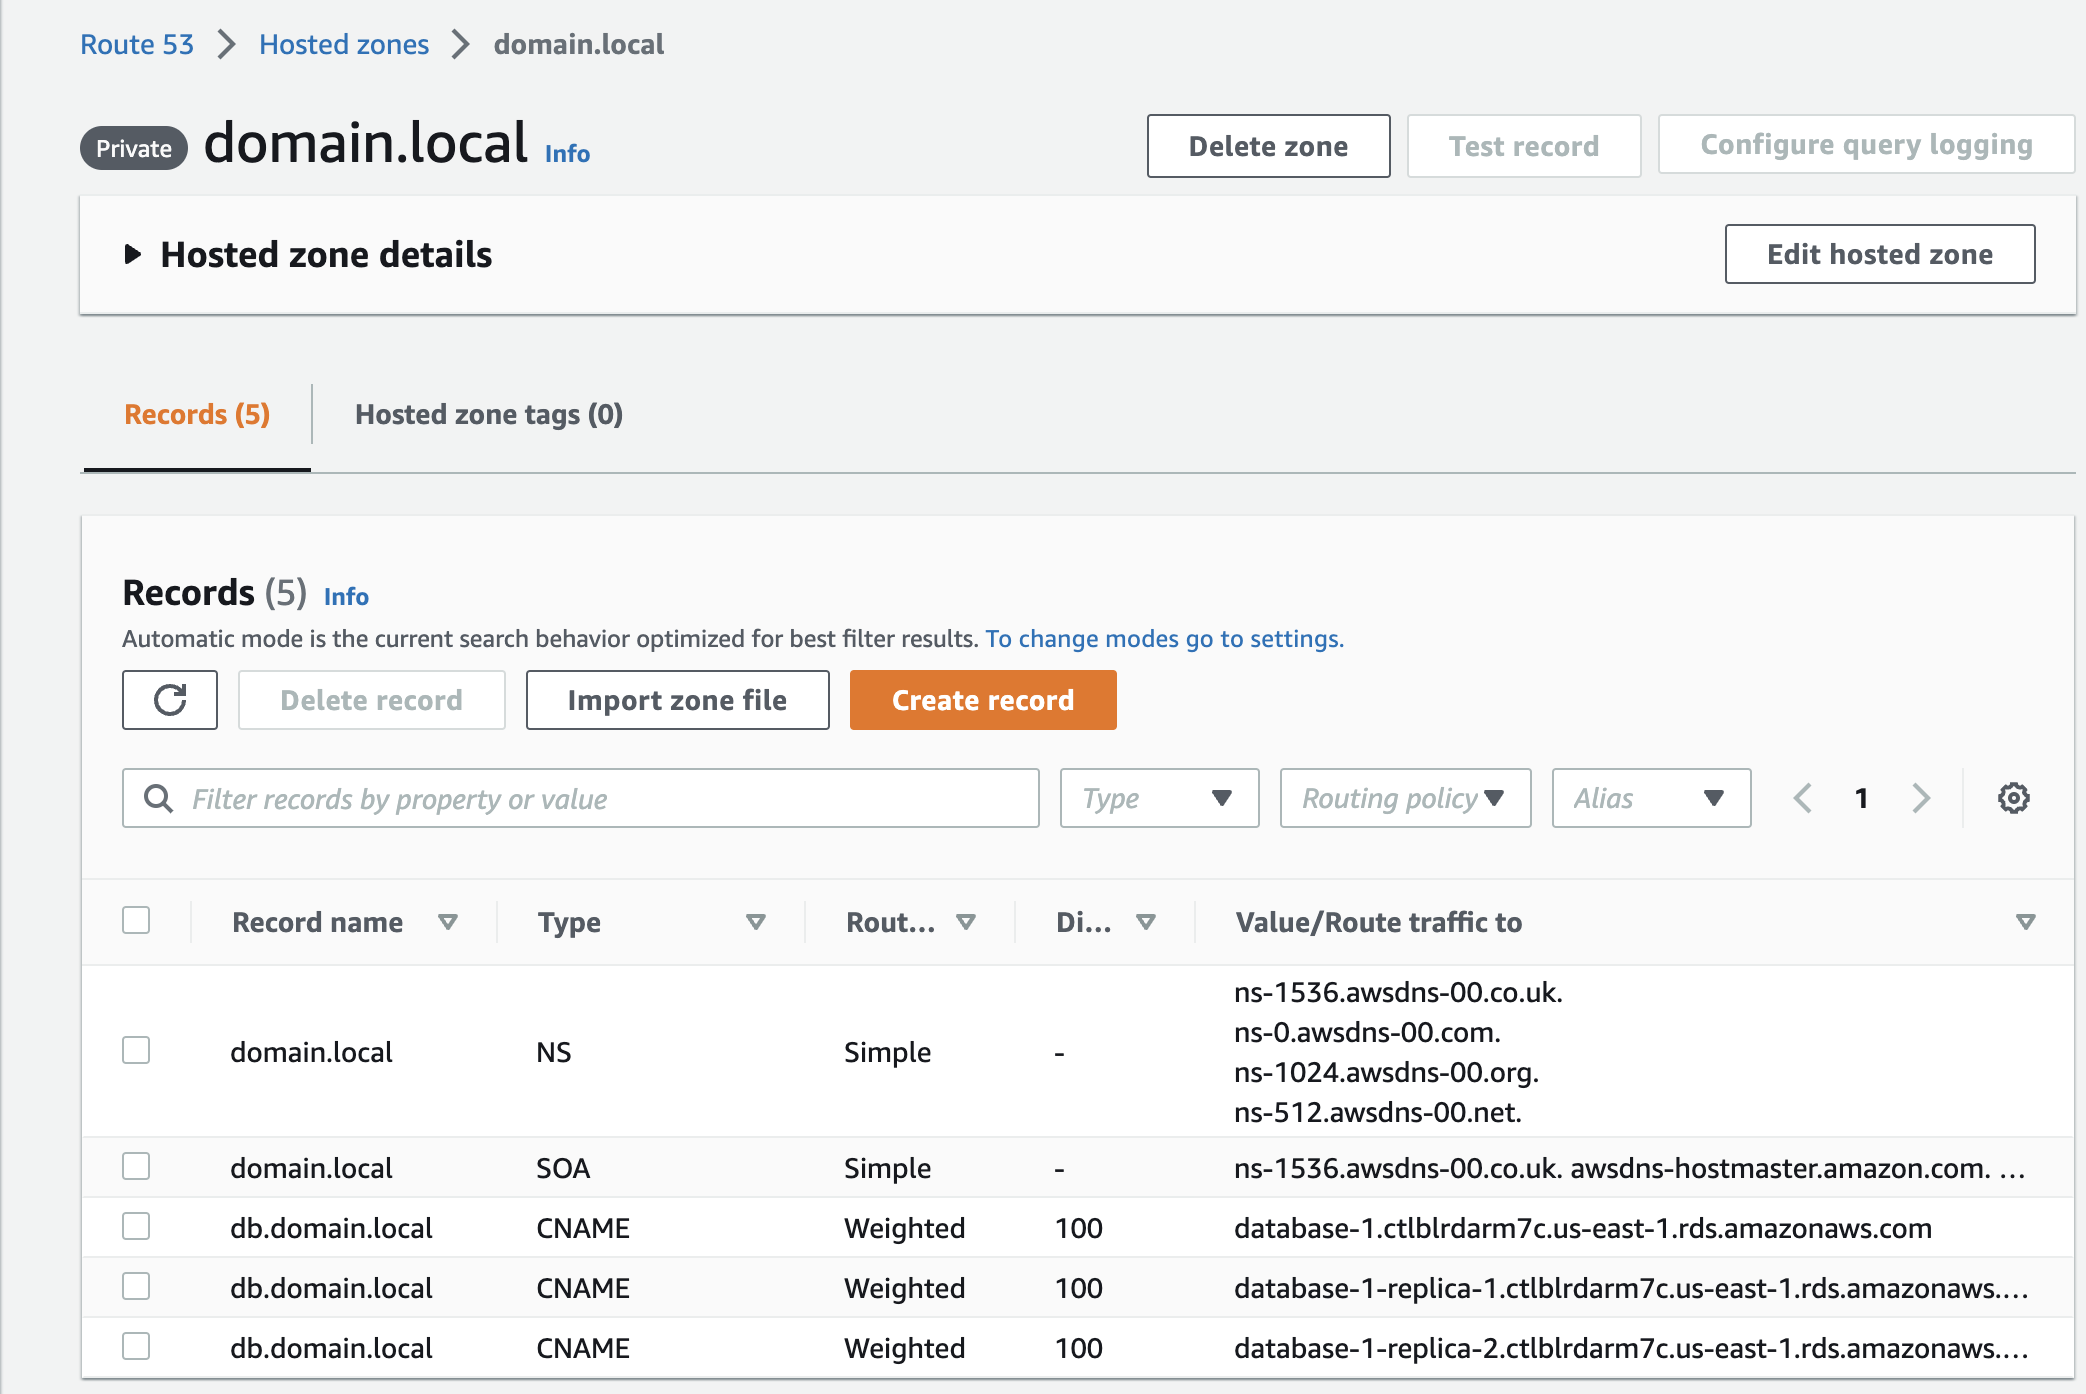 Route 53 > Hosted zones > domain.local
Private domain.local Info
Delete zone Test record Configure query logging
Hosted zone details Edit hosted zone
Records (5) Hosted zone tags (0)
Records (5) Info
Automatic mode is the current search behavior optimized for best filter results. To change modes go to settings.
Delete record Import zone file Create record
Filter records by property or value Type Routing policy Alias 1
Record name Type Rout... Di... Value/Route traffic to
ns-1536.awsdns-00.co.uk.
ns-0.awsdns-00.com.
domain.local NS Simple -
ns-1024.awsdns-00.org.
ns-512.awsdns-00.net.
domain.local SOA Simple - ns-1536.awsdns-00.co.uk. awsdns-hostmaster.amazon.com. ...
db.domain.local CNAME Weighted 100 database-1.ctlblrdarm7c.us-east-1.rds.amazonaws.com
db.domain.local CNAME Weighted 100 database-1-replica-1.ctlblrdarm7c.us-east-1.rds.amazonaws....
db.domain.local CNAME Weighted 100 database-1-replica-2.ctlblrdarm7c.us-east-1.rds.amazonaws....